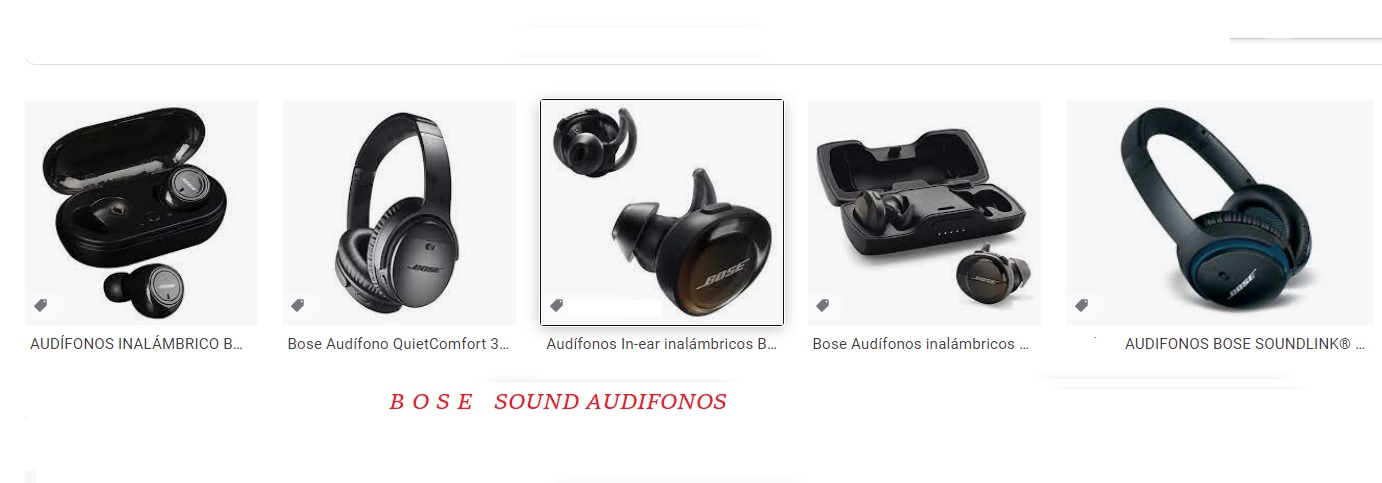 BOSE
BOSE
BOSE
BOSE
AUDÍFONOS INALÁMBRICO B...
Bose Audífono QuietComfort 3...
Audífonos In-ear inalámbricos B...
Bose Audífonos inalámbricos ...
AUDIFONOS BOSE SOUNDLINK® ...
B O S E SOUND AUDIFONOS